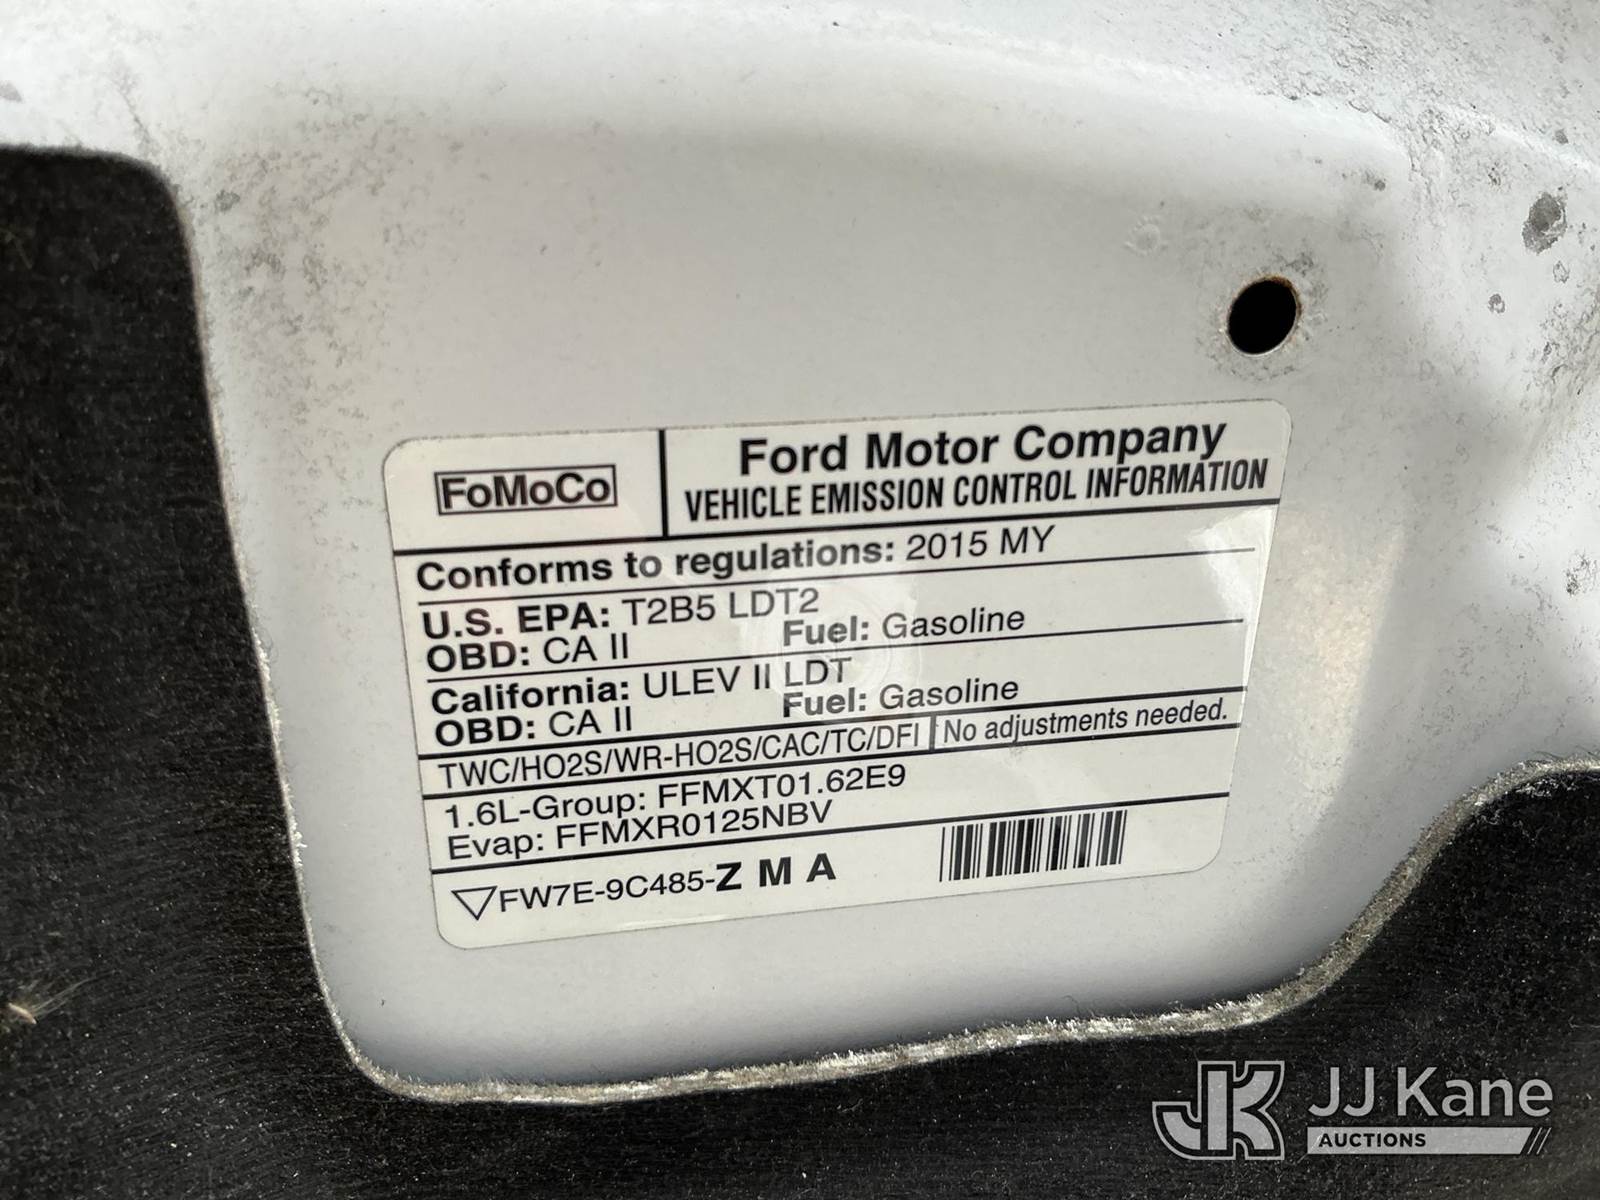 FoMoCo
Ford Motor Company
VEHICLE EMISSION CONTROL INFORMATION
Conforms to regulations: 2015 MY
U.S. EPA: T2B5 LDT2
OBD: CA II Fuel: Gasoline
California: ULEV II LDT
OBD: CA II Fuel: Gasoline
TWC/HO2S/WR-HO2S/CAC/TC/DFI No adjustments needed.
1.6L-Group: FFMXT01.62E9
Evap: FFMXR0125NBV
FW7E-9C485-Z M A
JK JJ Kane
AUCTIONS